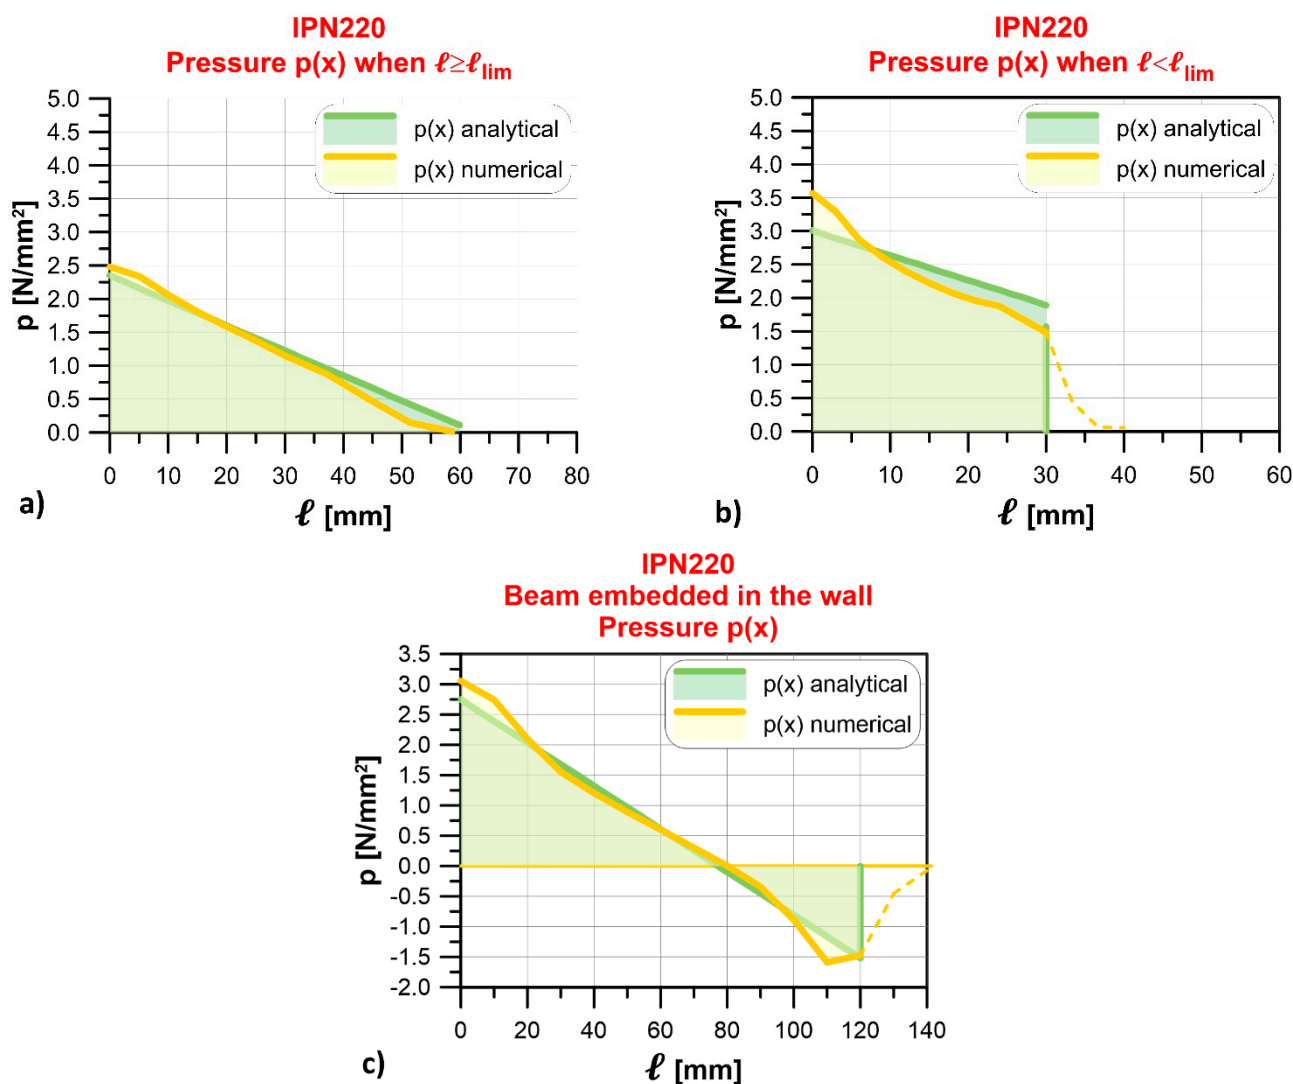 IPN220
Pressure p(x) when ℓ≥ℓlim
5.0
4.5
4.0
3.5
3.0
2.5
2.0
1.5
1.0
0.5
0.0
p [N/mm²]
p(x) analytical
p(x) numerical
0 10 20 30 40 50 60 70 80
ℓ [mm]
a)
IPN220
Pressure p(x) when ℓ<ℓlim
5.0
4.5
4.0
3.5
3.0
2.5
2.0
1.5
1.0
0.5
0.0
p [N/mm²]
p(x) analytical
p(x) numerical
0 10 20 30 40 50 60
ℓ [mm]
b)
IPN220
Beam embedded in the wall
Pressure p(x)
3.5
3.0
2.5
2.0
1.5
1.0
0.5
0.0
-0.5
-1.0
-1.5
-2.0
p [N/mm²]
p(x) analytical
p(x) numerical
0 20 40 60 80 100 120 140
ℓ [mm]
c)